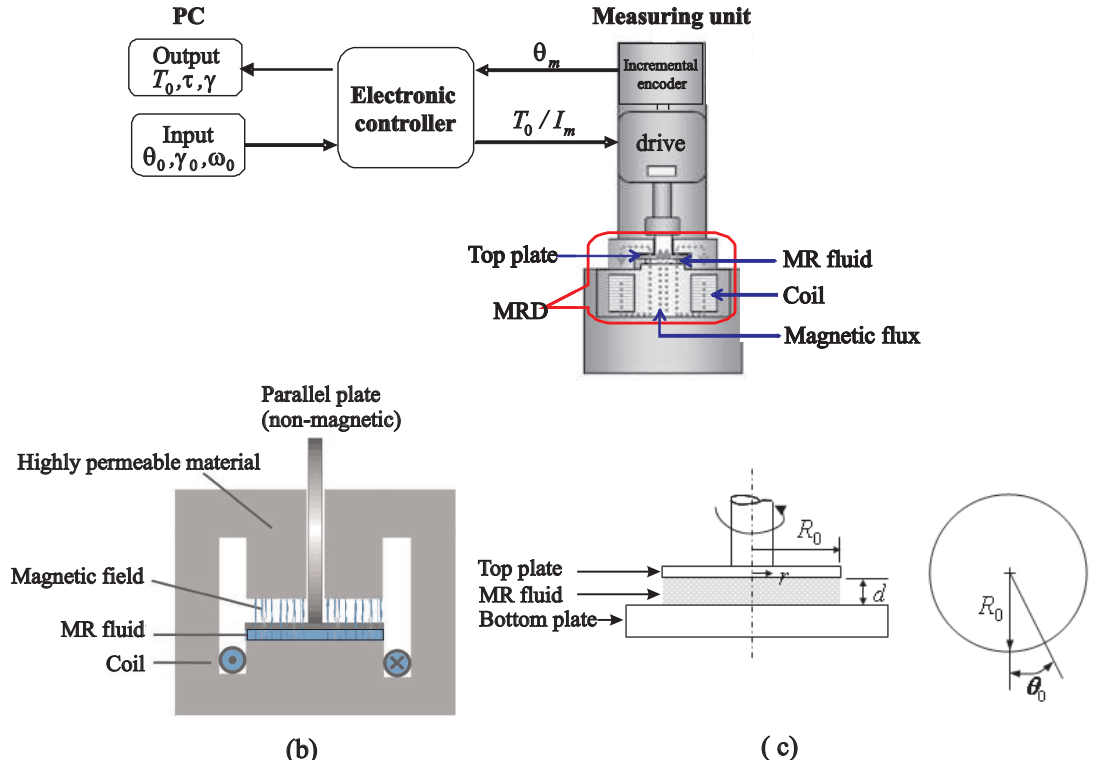 PC
Measuring unit
Output
T₀,τ,γ
Input
θ₀,γ₀,ω₀
Electronic
controller
θₘ
T₀ / Iₘ
Incremental
encoder
drive
Top plate
MR fluid
Coil
MRD
Magnetic flux
Parallel plate
(non-magnetic)
Highly permeable material
Magnetic field
MR fluid
Coil
(b)
R₀
Top plate
r
MR fluid
d
Bottom plate
R₀
θ₀
( c)